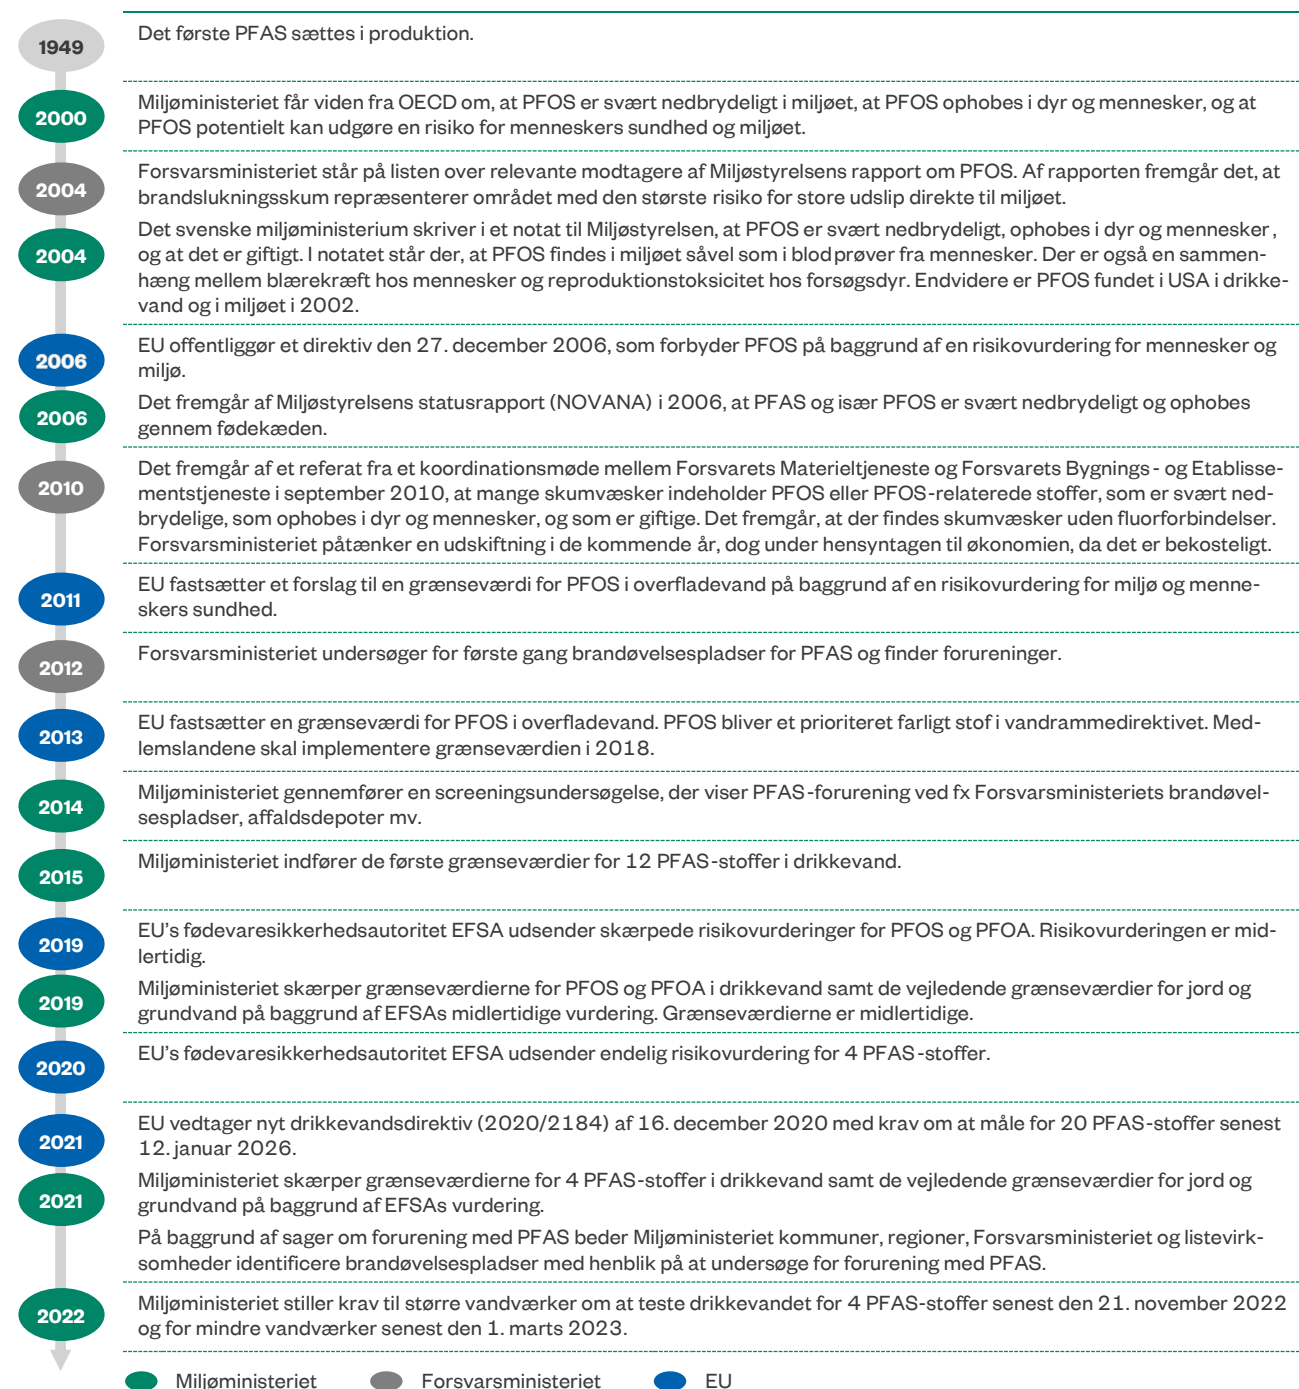 1949
Det første PFAS sættes i produktion.
2000
Miljøministeriet får viden fra OECD om, at PFOS er svært nedbrydeligt i miljøet, at PFOS ophobes i dyr og mennesker, og at
PFOS potentielt kan udgøre en risiko for menneskers sundhed og miljøet.
2004
Forsvarsministeriet står på listen over relevante modtagere af Miljøstyrelsens rapport om PFOS. Af rapporten fremgår det, at
brandslukningsskum repræsenterer området med den største risiko for store udslip direkte til miljøet.
2004
Det svenske miljøministerium skriver i et notat til Miljøstyrelsen, at PFOS er svært nedbrydeligt, ophobes i dyr og mennesker,
og at det er giftigt. I notatet står der, at PFOS findes i miljøet såvel som i blodprøver fra mennesker. Der er også en sammen-
hæng mellem blærekræft hos mennesker og reproduktionstoksicitet hos forsøgsdyr. Endvidere er PFOS fundet i USA i drikke-
vand og i miljøet i 2002.
2006
EU offentliggør et direktiv den 27. december 2006, som forbyder PFOS på baggrund af en risikovurdering for mennesker og
miljø.
2006
Det fremgår af Miljøstyrelsens statusrapport (NOVANA) i 2006, at PFAS og især PFOS er svært nedbrydeligt og ophobes
gennem fødekæden.
2010
Det fremgår af et referat fra et koordinationsmøde mellem Forsvarets Materieltjeneste og Forsvarets Bygnings- og Etablisse-
mentstjeneste i september 2010, at mange skumvæsker indeholder PFOS eller PFOS-relaterede stoffer, som er svært ned-
brydelige, som ophobes i dyr og mennesker, og som er giftige. Det fremgår, at der findes skumvæsker uden fluorforbindelser.
Forsvarsministeriet påtænker en udskiftning i de kommende år, dog under hensyntagen til økonomien, da det er bekosteligt.
2011
EU fastsætter et forslag til en grænseværdi for PFOS i overfladevand på baggrund af en risikovurdering for miljø og menne-
skers sundhed.
2012
Forsvarsministeriet undersøger for første gang brandøvelsespladser for PFAS og finder forureninger.
2013
EU fastsætter en grænseværdi for PFOS i overfladevand. PFOS bliver et prioriteret farligt stof i vandrammedirektivet. Med-
lemslandene skal implementere grænseværdien i 2018.
2014
Miljøministeriet gennemfører en screeningsundersøgelse, der viser PFAS-forurening ved fx Forsvarsministeriets brandøvel-
sespladser, affaldsdepoter mv.
2015
Miljøministeriet indfører de første grænseværdier for 12 PFAS-stoffer i drikkevand.
2019
EU's fødevaresikkerhedsautoritet EFSA udsender skærpede risikovurderinger for PFOS og PFOA. Risikovurderingen er mid-
lertidig.
2019
Miljøministeriet skærper grænseværdierne for PFOS og PFOA i drikkevand samt de vejledende grænseværdier for jord og
grundvand på baggrund af EFSAs midlertidige vurdering. Grænseværdierne er midlertidige.
2020
EU's fødevaresikkerhedsautoritet EFSA udsender endelig risikovurdering for 4 PFAS-stoffer.
2021
EU vedtager nyt drikkevandsdirektiv (2020/2184) af 16. december 2020 med krav om at måle for 20 PFAS-stoffer senest
12. januar 2026.
2021
Miljøministeriet skærper grænseværdierne for 4 PFAS-stoffer i drikkevand samt de vejledende grænseværdier for jord og
grundvand på baggrund af EFSAs vurdering.
På baggrund af sager om forurening med PFAS beder Miljøministeriet kommuner, regioner, Forsvarsministeriet og listevirk-
somheder identificere brandøvelsespladser med henblik på at undersøge for forurening med PFAS.
2022
Miljøministeriet stiller krav til større vandværker om at teste drikkevandet for 4 PFAS-stoffer senest den 21. november 2022
og for mindre vandværker senest den 1. marts 2023.
Miljøministeriet
Forsvarsministeriet
EU